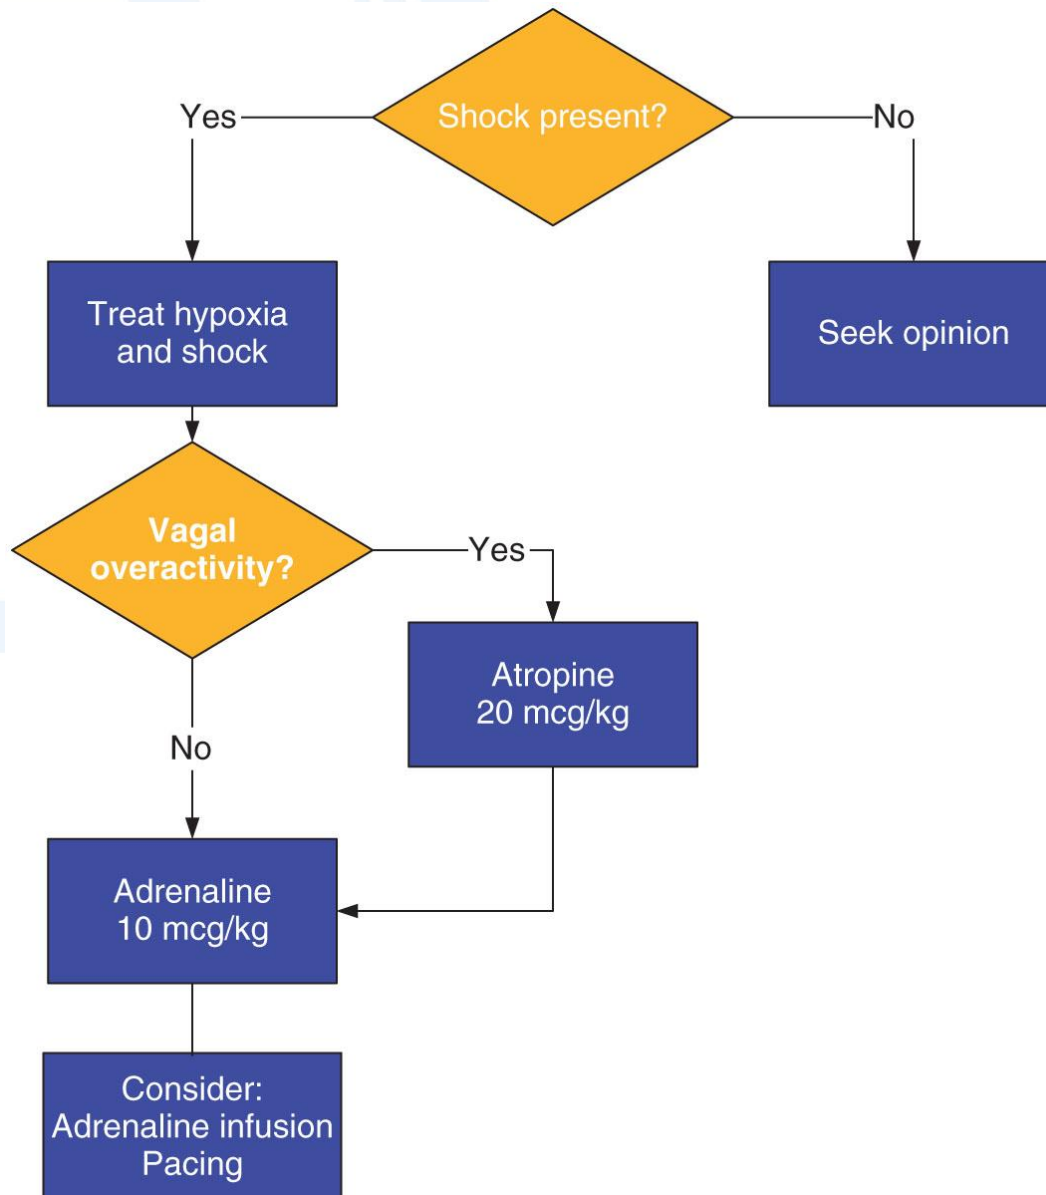 Shock present?
Yes
No
Treat hypoxia
and shock
Seek opinion
Vagal
overactivity?
Yes
Atropine
20 mcg/kg
No
Adrenaline
10 mcg/kg
Consider:
Adrenaline infusion
Pacing